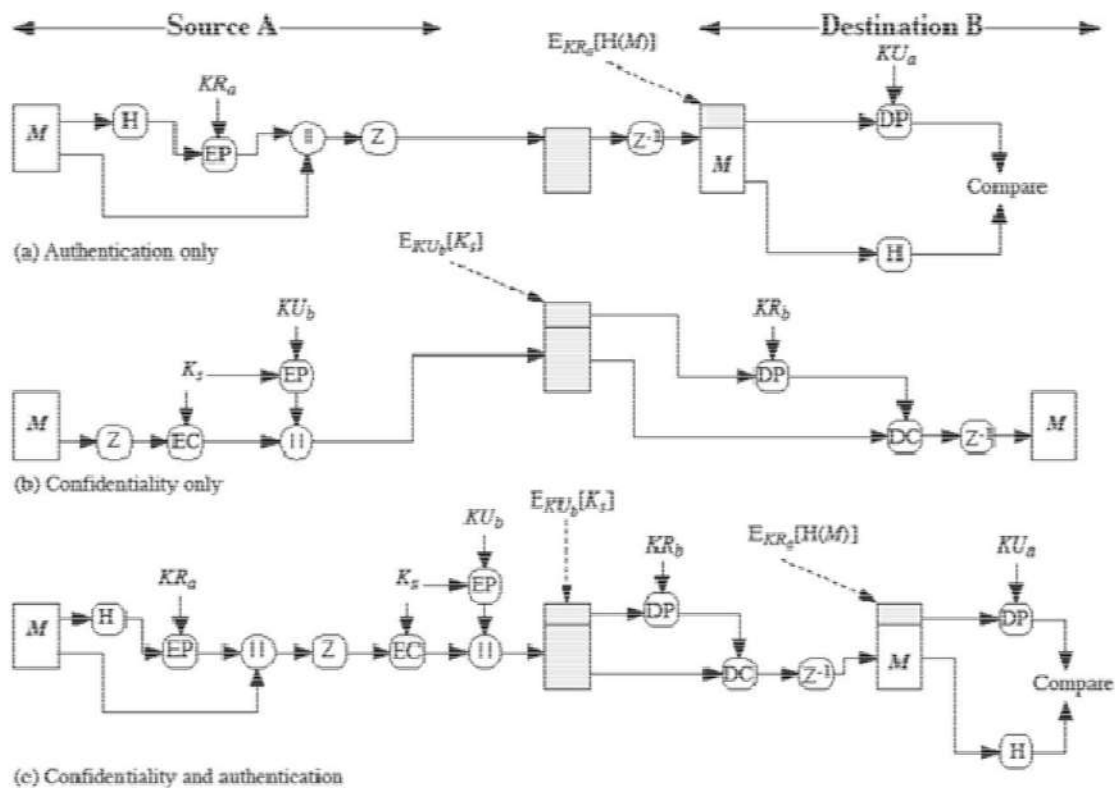 Source A
Destination B
E_{KR_a}[H(M)]
KU_a
KR_a
M
H
EP
||
Z
Z^{-1}
M
DP
Compare
H
(a) Authentication only
E_{KU_b}[K_s]
KU_b
KR_b
K_s
EP
DP
M
Z
EC
||
DC
Z^{-1}
M
(b) Confidentiality only
E_{KU_b}[K_s]
KU_b
KR_b
E_{KR_a}[H(M)]
KU_a
KR_a
K_s
EP
DP
DP
M
H
EP
||
Z
EC
||
DC
Z^{-1}
M
Compare
H
(c) Confidentiality and authentication